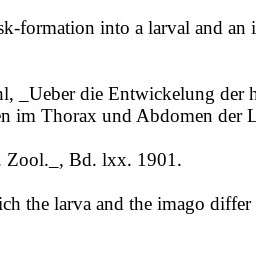 sk-formation into a larval and an i
l, _Ueber die Entwickelung der h
en im Thorax und Abdomen der L
. Zool._, Bd. lxx. 1901.
ich the larva and the imago differ